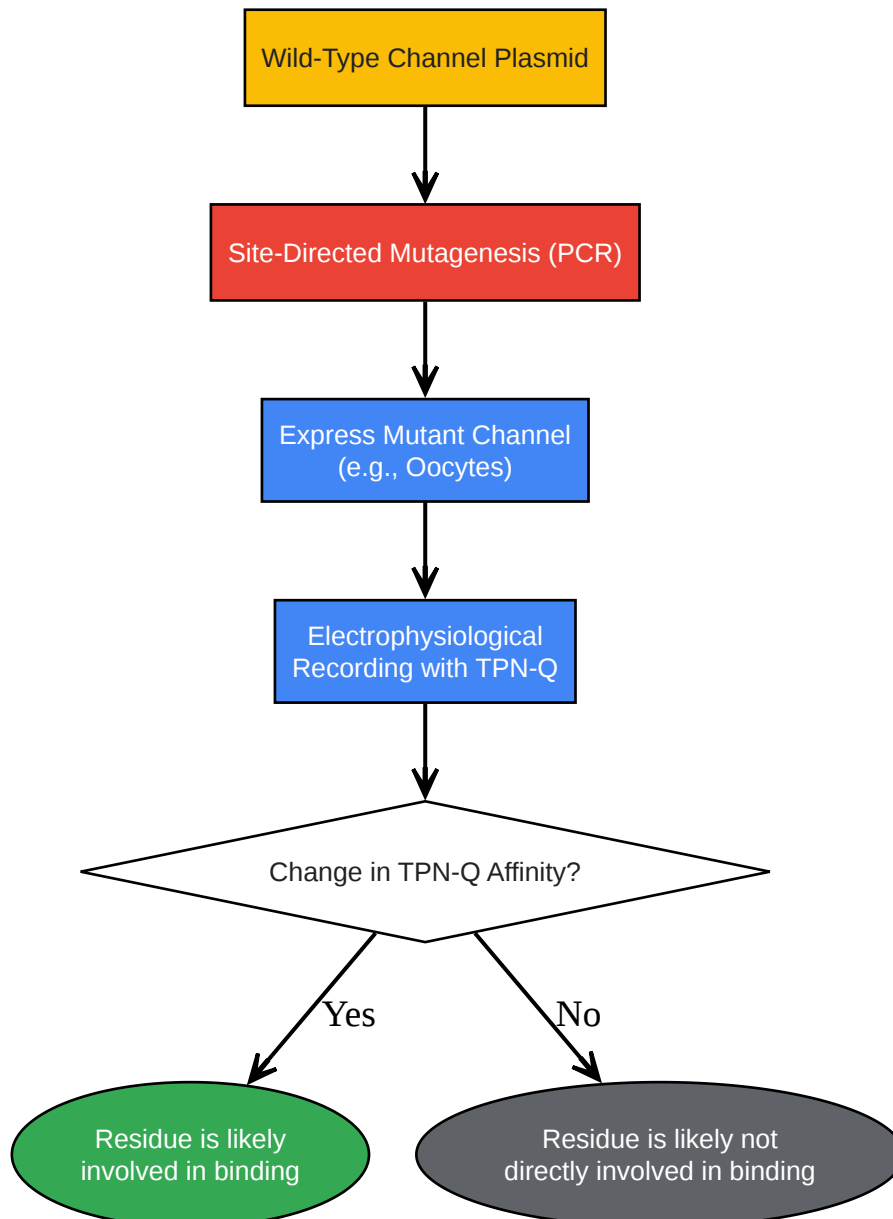 Wild-Type Channel Plasmid
Site-Directed Mutagenesis (PCR)
Express Mutant Channel
(e.g., Oocytes)
Electrophysiological
Recording with TPN-Q
Change in TPN-Q Affinity?
Yes
No
Residue is likely
involved in binding
Residue is likely not
directly involved in binding